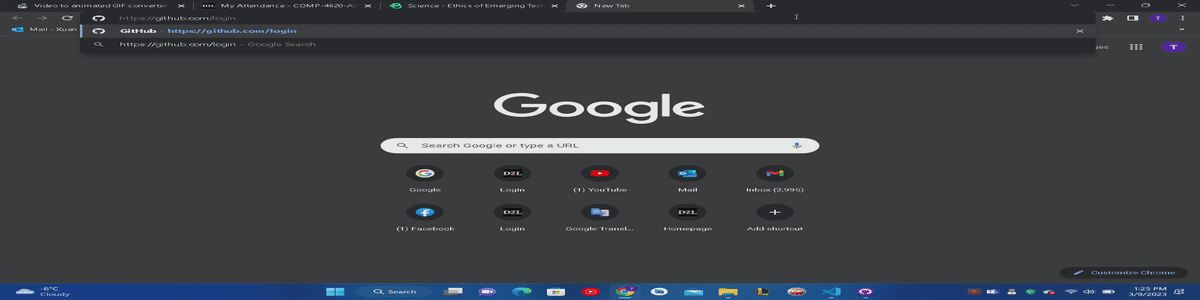 Video to animated GIF converter
My Attendance - COMP-4620-A
Science - Ethics of Emerging Tec
New Tab
https://github.com/login
Mail - Xuan
GitHub - https://github.com/login
https://github.com/login - Google Search
T
T
Google
Search Google or type a URL
D2L
D2L
Google
Login
(1) YouTube
Mail
Inbox (2,995)
D2L
D2L
(1) Facebook
Login
Google Transl...
Homepage
Add shortcut
Customize Chrome
-6°C
Cloudy
Search
1:25 PM
3/9/2023